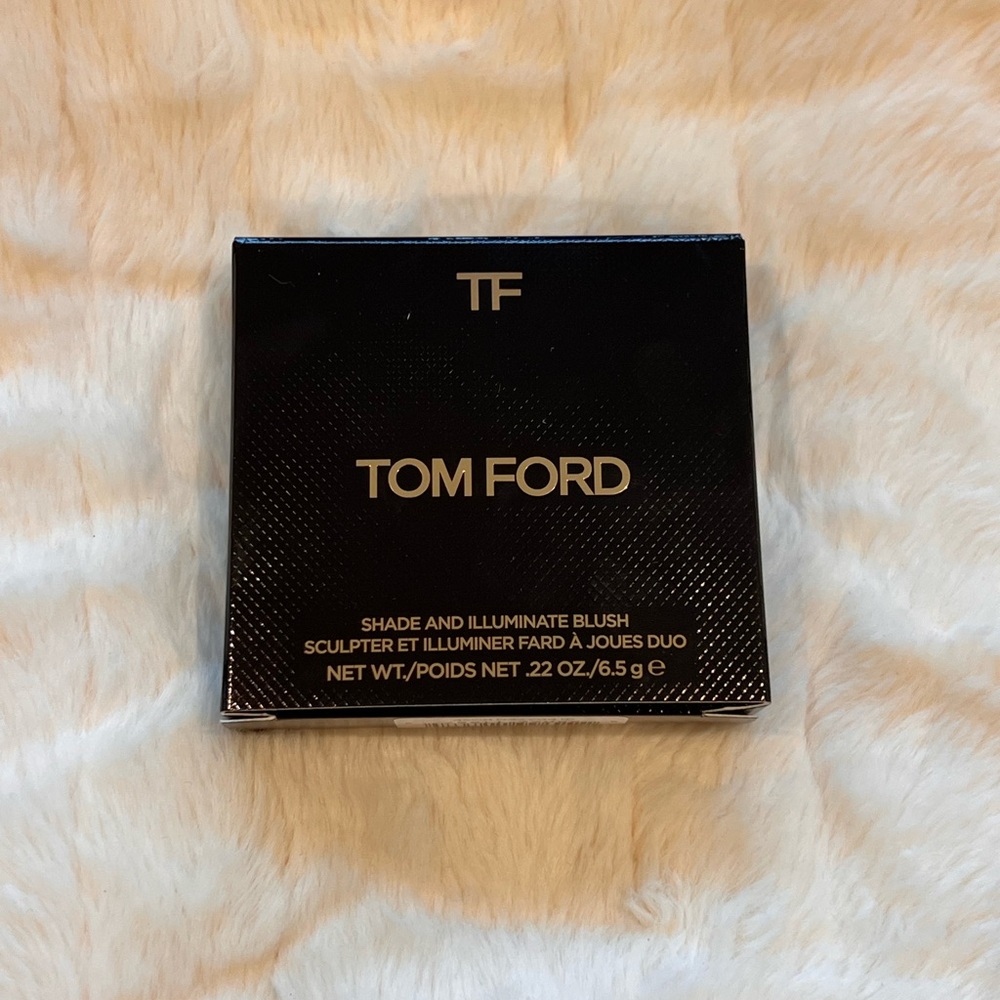 TF
TOM FORD
SHADE AND ILLUMINATE BLUSH
SCULPTER ET ILLUMINER FARD À JOUES DUO
NET WT./POIDS NET .22 OZ./6.5 g ℮